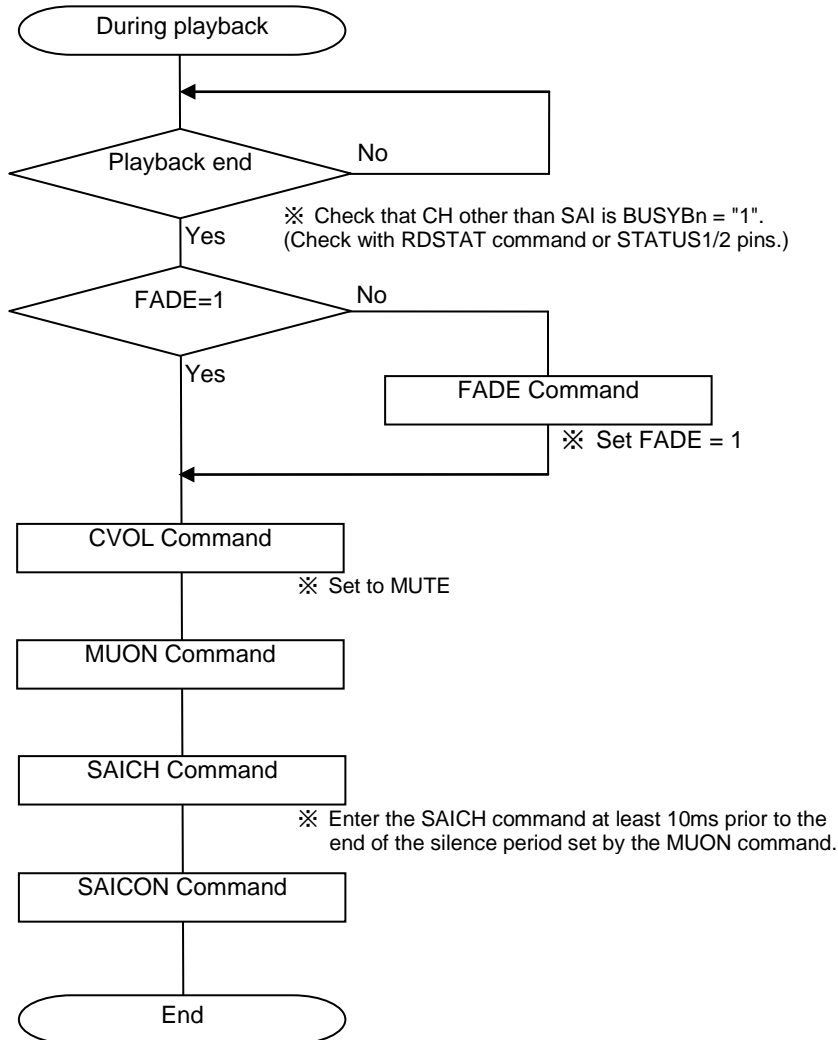 During playback
Playback end
No
※ Check that CH other than SAI is BUSYBn = "1".
(Check with RDSTAT command or STATUS1/2 pins.)
Yes
FADE=1
No
Yes
FADE Command
※ Set FADE = 1
CVOL Command
※ Set to MUTE
MUON Command
SAICH Command
※ Enter the SAICH command at least 10ms prior to the
end of the silence period set by the MUON command.
SAICON Command
End